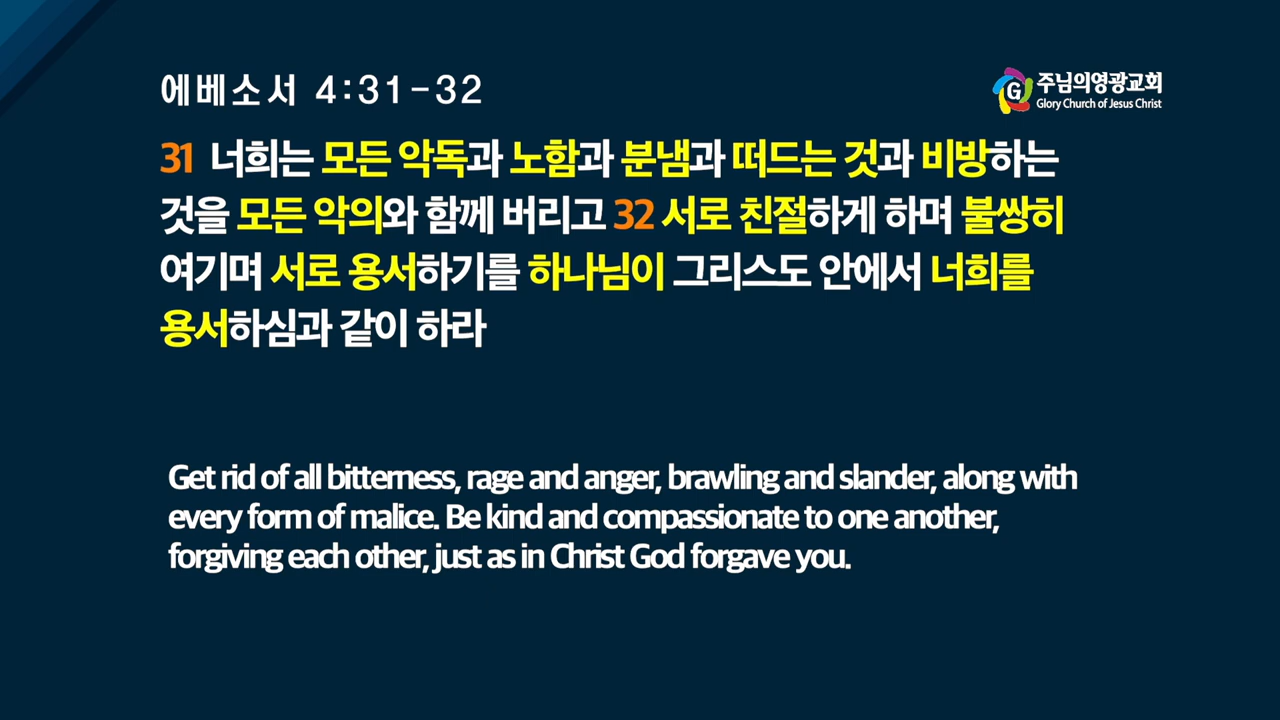 에베소서 4:31-32
G 주님의영광교회
Glory Church of Jesus Christ
31 너희는 모든 악독과 노함과 분냄과 떠드는 것과 비방하는
것을 모든 악의와 함께 버리고 32 서로 친절하게 하며 불쌍히
여기며 서로 용서하기를 하나님이 그리스도 안에서 너희를
용서하심과 같이 하라
Get rid of all bitterness, rage and anger, brawling and slander, along with
every form of malice. Be kind and compassionate to one another,
forgiving each other, just as in Christ God forgave you.